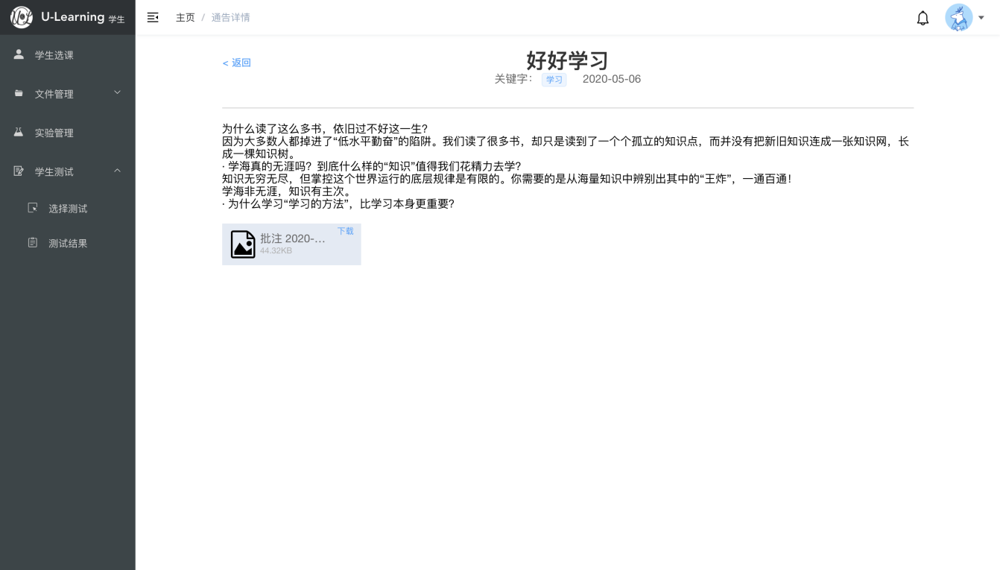 U-Learning 学生
主页 / 通告详情
学生选课
文件管理
实验管理
学生测试
选择测试
测试结果
< 返回
好好学习
关键字： 学习 2020-05-06
为什么读了这么多书，依旧过不好这一生？
因为大多数人都掉进了“低水平勤奋”的陷阱。我们读了很多书，却只是读到了一个个孤立的知识点，而并没有把新旧知识连成一张知识网，长
成一棵知识树。
· 学海真的无涯吗？到底什么样的“知识”值得我们花精力去学？
知识无穷无尽，但掌控这个世界运行的底层规律是有限的。你需要的是从海量知识中辨别出其中的“王炸”，一通百通！
学海非无涯，知识有主次。
· 为什么学习“学习的方法”，比学习本身更重要？
批注 2020-...
下载
44.32KB